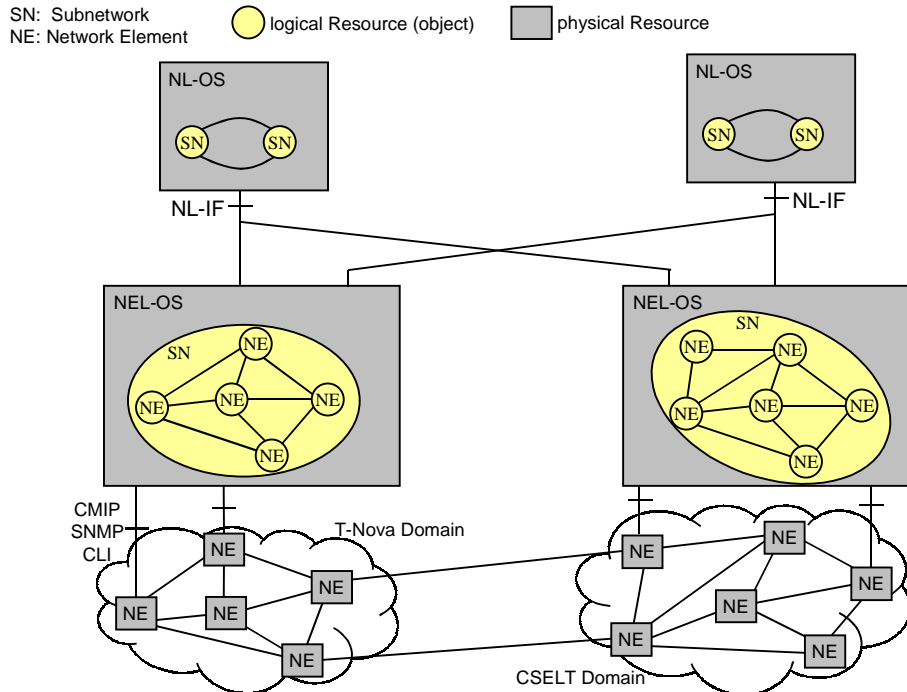 SN: Subnetwork
NE: Network Element
logical Resource (object)
physical Resource
NL-OS
SN
SN
NL-OS
SN
SN
NL-IF
NL-IF
NEL-OS
SN
NE
NE
NE
NE
NE
NEL-OS
SN
NE
NE
NE
NE
NE
NE
CMIP
SNMP
CLI
T-Nova Domain
NE
NE
NE
NE
NE
NE
NE
NE
NE
NE
NE
CSELT Domain